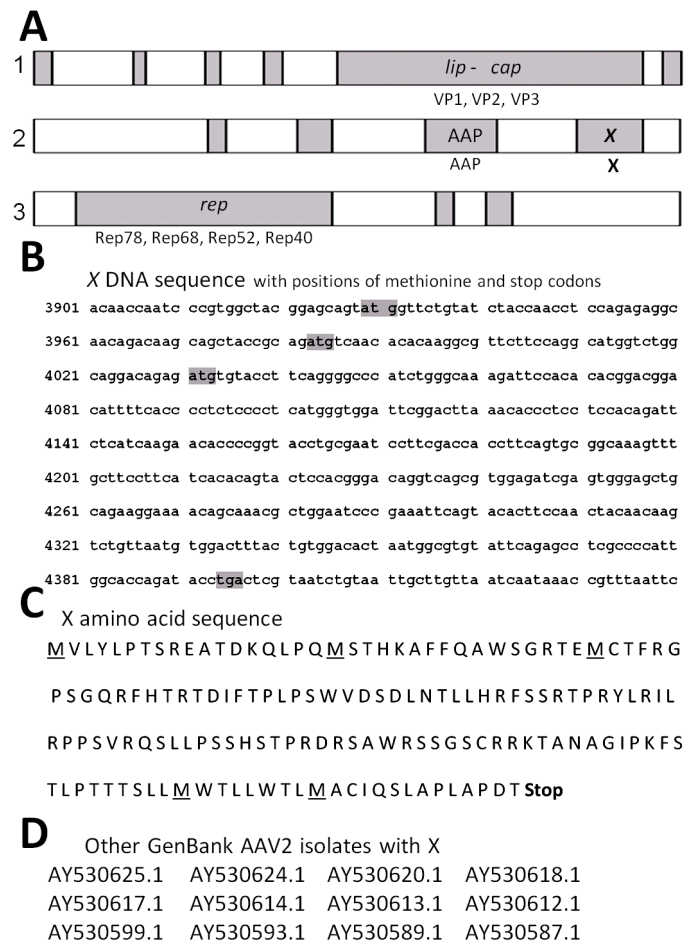 A
1 lip - cap
VP1, VP2, VP3
2 AAP X
AAP X
3 rep
Rep78, Rep68, Rep52, Rep40
B
X DNA sequence with positions of methionine and stop codons
3901 acaaccaatc ccgtggctac ggagcagtat ggttctgtat ctaccaacct ccagagaggc
3961 aacagacaag cagctaccgc agatgtcaac acacaaggcg ttcttccagg catggtctgg
4021 caggacagag atgtgtacct tcaggggccc atctgggcaa agattccaca cacggacgga
4081 cattttcacc cctctcccct catgggtgga ttcggactta aacaccctcc tccacagatt
4141 ctcatcaaga acaccccggt acctgcgaat ccttcgacca ccttcagtgc ggcaaagttt
4201 gcttccttca tcacacagta ctccacggga caggtcagcg tggagatcga gtgggagctg
4261 cagaaggaaa acagcaaacg ctggaatccc gaaattcagt acacttccaa ctacaacaag
4321 tctgttaatg tggactttac tgtggacact aatggcgtgt attcagagcc tcgccccatt
4381 ggcaccagat acctgactcg taatctgtaa ttgcttgtta atcaataaac cgtttaattc
C
X amino acid sequence
MVLYLPTSREATDKQLPQMSTHKAFFQAWSGRTEMCTFRG
PSGQRFHTRTDIFTPLPSWVDSDLNTLLHRFSSRTPRYLRIL
RPPSVRQSLLPSSHSTPRDRSAWRSSGSCRRKTANAGIPKFS
TLPTTTSLLMWTLLWTLMACIQSLAPLAPDT Stop
D
Other GenBank AAV2 isolates with X
AY530625.1 AY530624.1 AY530620.1 AY530618.1
AY530617.1 AY530614.1 AY530613.1 AY530612.1
AY530599.1 AY530593.1 AY530589.1 AY530587.1